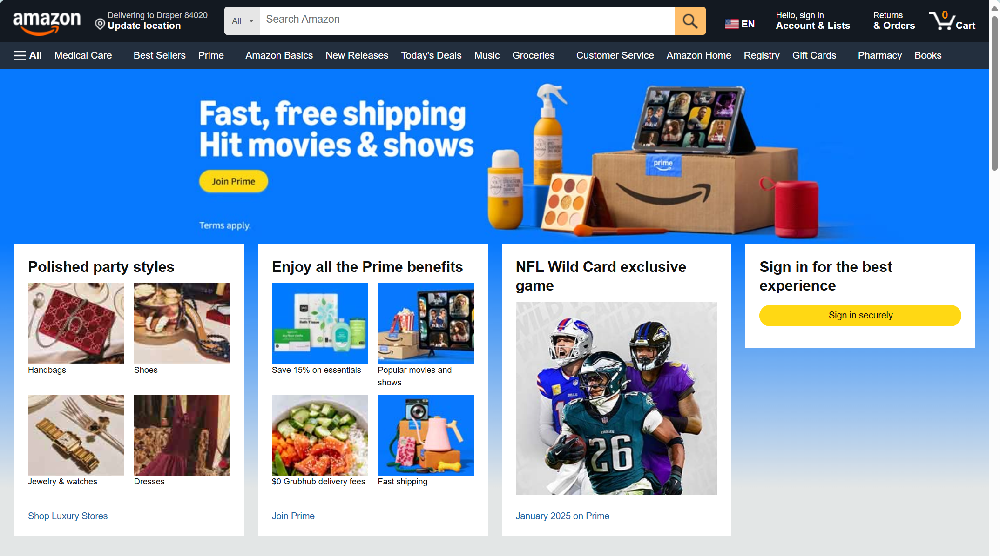 amazon
Delivering to Draper 84020
Update location
All
Search Amazon
EN
Hello, sign in
Account & Lists
Returns
& Orders
0
Cart
All
Medical Care
Best Sellers
Prime
Amazon Basics
New Releases
Today's Deals
Music
Groceries
Customer Service
Amazon Home
Registry
Gift Cards
Pharmacy
Books
Fast, free shipping
Hit movies & shows
Join Prime
Terms apply.
prime
Polished party styles
Handbags
Shoes
Jewelry & watches
Dresses
Shop Luxury Stores
Enjoy all the Prime benefits
Bath Tissue
Save 15% on essentials
Popular movies and
shows
$0 Grubhub delivery fees
Fast shipping
Join Prime
NFL Wild Card exclusive
game
EAGLES
26
January 2025 on Prime
Sign in for the best
experience
Sign in securely